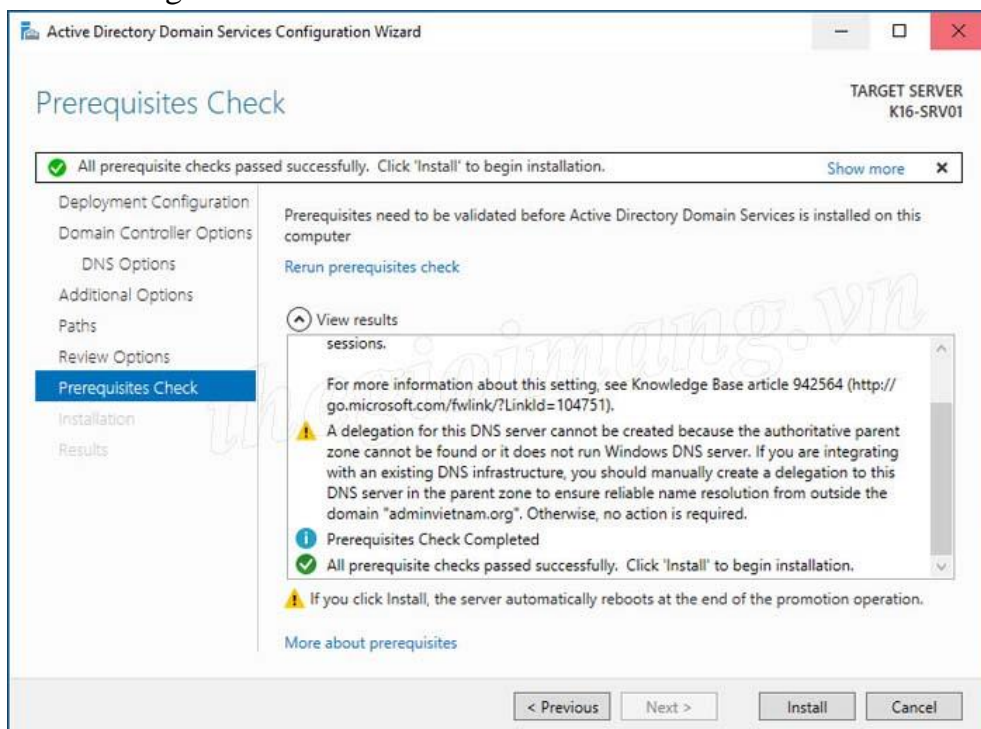 Active Directory Domain Services Configuration Wizard
Prerequisites Check
TARGET SERVER
K16-SRV01
All prerequisite checks passed successfully. Click 'Install' to begin installation.
Show more
Deployment Configuration
Domain Controller Options
DNS Options
Additional Options
Paths
Review Options
Prerequisites Check
Installation
Results
Prerequisites need to be validated before Active Directory Domain Services is installed on this
computer
Rerun prerequisites check
View results
sessions.
For more information about this setting, see Knowledge Base article 942564 (http://
go.microsoft.com/fwlink/?LinkId=104751).
A delegation for this DNS server cannot be created because the authoritative parent
zone cannot be found or it does not run Windows DNS server. If you are integrating
with an existing DNS infrastructure, you should manually create a delegation to this
DNS server in the parent zone to ensure reliable name resolution from outside the
domain "adminvietnam.org". Otherwise, no action is required.
Prerequisites Check Completed
All prerequisite checks passed successfully. Click 'Install' to begin installation.
If you click Install, the server automatically reboots at the end of the promotion operation.
More about prerequisites
< Previous
Next >
Install
Cancel
thegioimang.vn